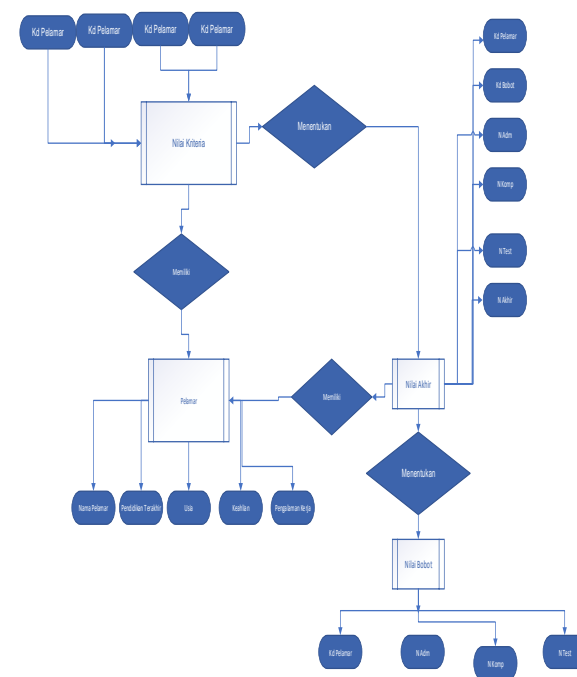 Kd Pelamar
Kd Pelamar
Kd Pelamar
Kd Pelamar
Kd Pelamar
Kd Bobot
Nilai Kriteria
Menentukan
N Adm
N Komp
N Test
Memiliki
N Akhir
Pelamar
Memiliki
Nilai Akhir
Menentukan
Nama Pelamar
Pendidikan Terakhir
Usia
Keahlain
Pengalaman Kerja
Nilai Bobot
Kd Pelamar
N Adm
N Komp
N Test